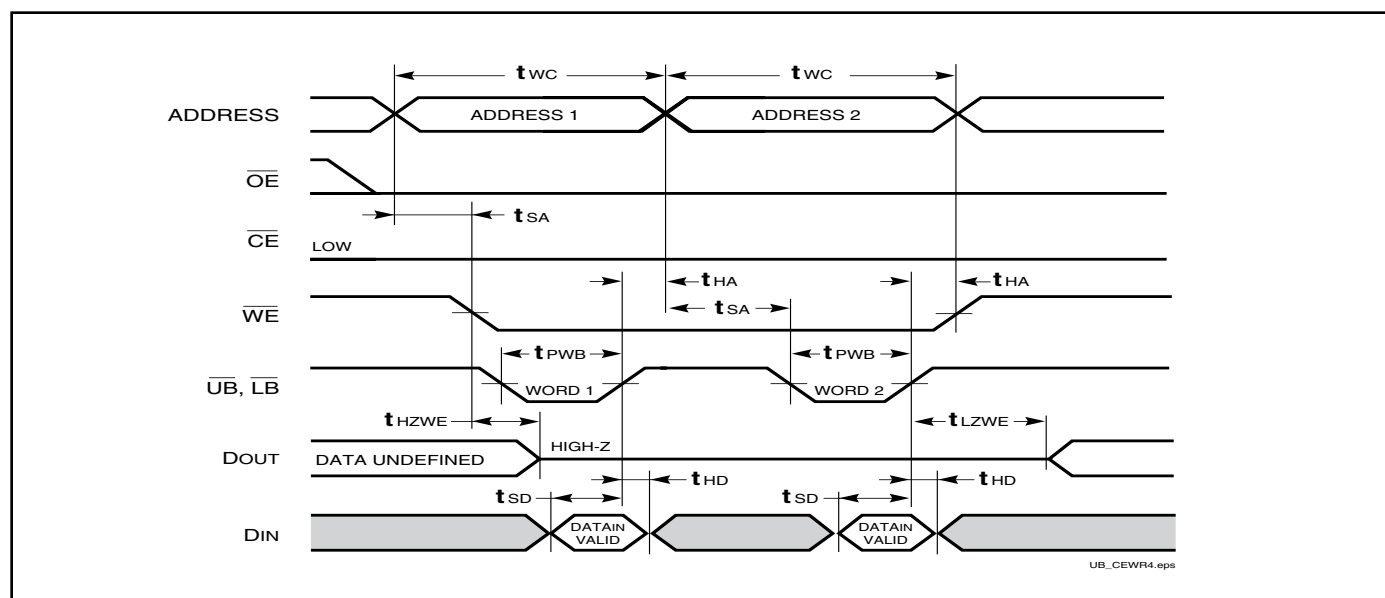 tWC tWC
ADDRESS ADDRESS 1 ADDRESS 2
OE
tSA
CE LOW
tHA tHA
WE tSA
tPWB tPWB
UB, LB WORD 1 WORD 2
tHZWE tLZWE
HIGH-Z
DOUT DATA UNDEFINED
tSD tHD tSD tHD
DIN DATAIN VALID DATAIN VALID
UB_CEWR4.eps